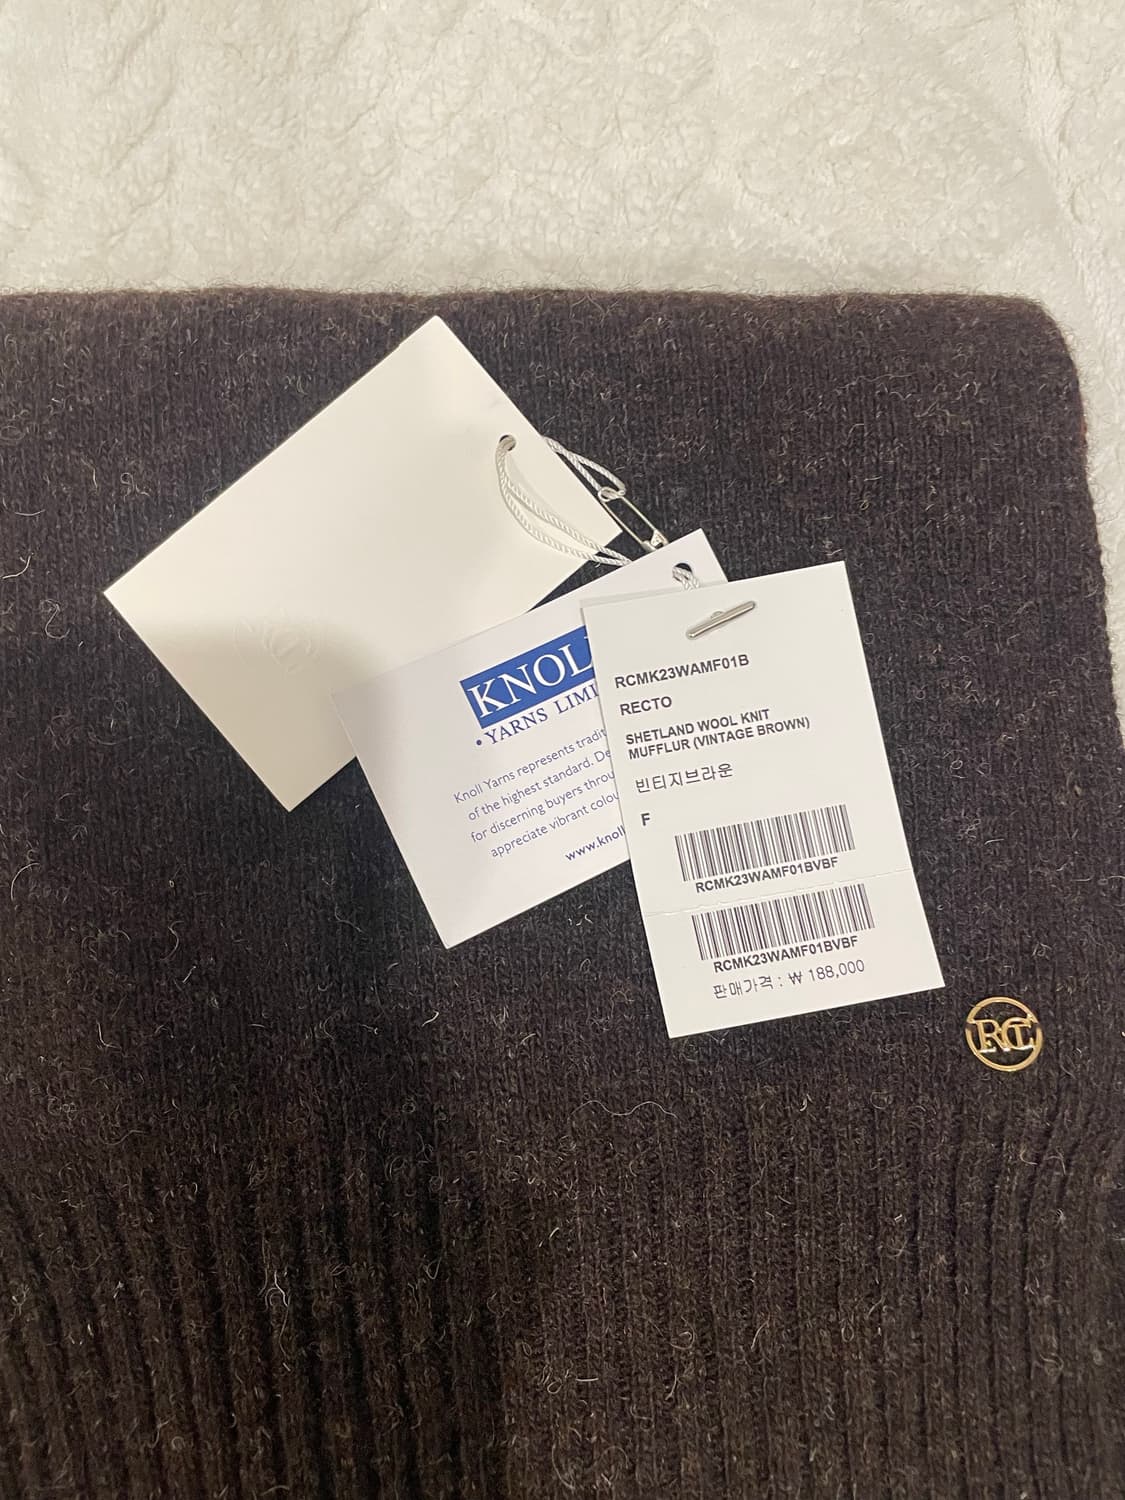 KNOLL
• YARNS LIMI
Knoll Yarns represents tradit
of the highest standard. De
for discerning buyers throu
appreciate vibrant colou
www.knoll
RCMK23WAMF01B
RECTO
SHETLAND WOOL KNIT
MUFFLUR (VINTAGE BROWN)
빈티지브라운
F
RCMK23WAMF01BVBF
RCMK23WAMF01BVBF
판매가격 : ₩ 188,000
RCT